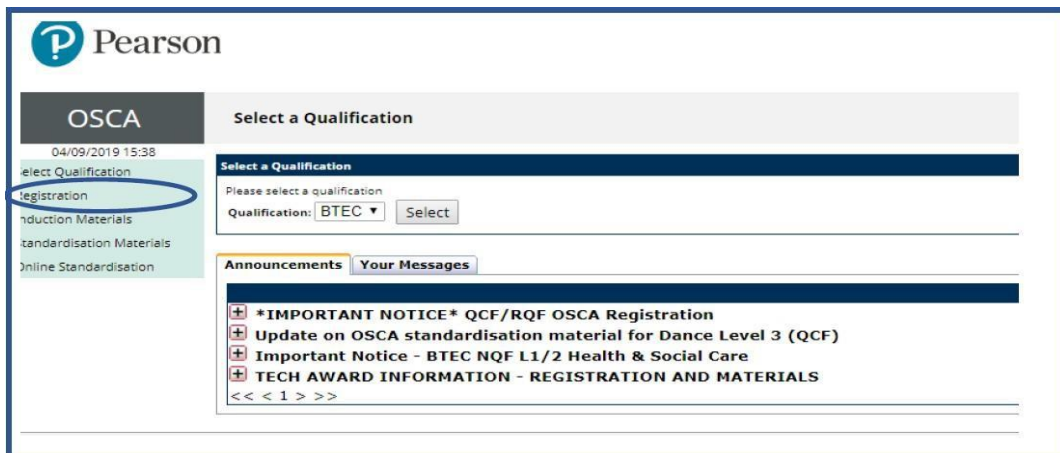 Pearson
OSCA
Select a Qualification
04/09/2019 15:38
elect Qualification
egistration
nduction Materials
tandardisation Materials
Online Standardisation
Select a Qualification
Please select a qualification
Qualification: BTEC Select
Announcements Your Messages
*IMPORTANT NOTICE* QCF/RQF OSCA Registration
Update on OSCA standardisation material for Dance Level 3 (QCF)
Important Notice - BTEC NQF L1/2 Health & Social Care
TECH AWARD INFORMATION - REGISTRATION AND MATERIALS
<< < 1 > >>